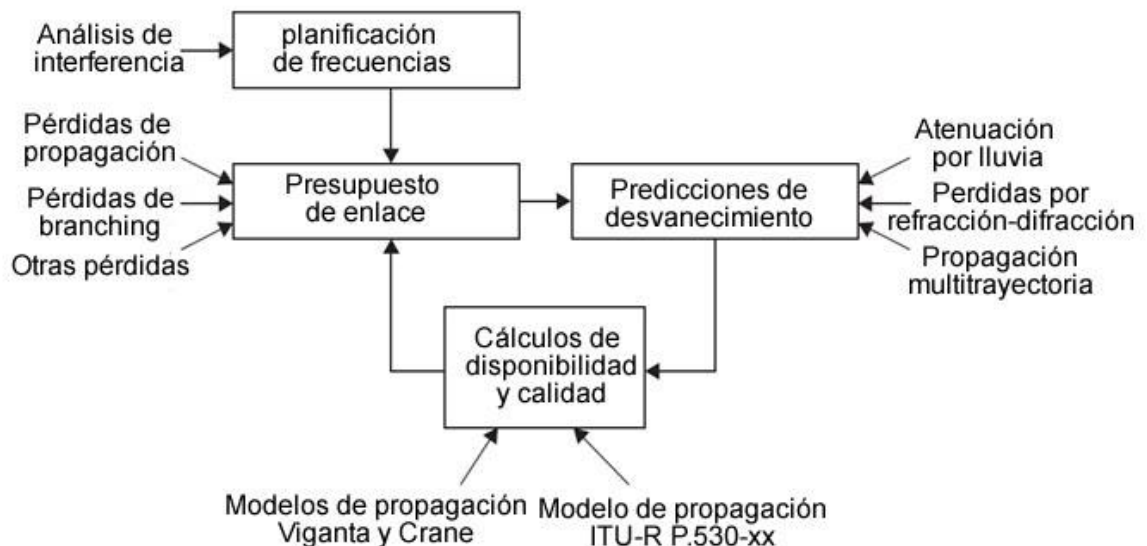 Análisis de
interferencia
planificación
de frecuencias
Pérdidas de
propagación
Pérdidas de
branching
Otras pérdidas
Presupuesto
de enlace
Predicciones de
desvanecimiento
Atenuación
por lluvia
Perdidas por
refracción-difracción
Propagación
multitrayectoria
Cálculos de
disponibilidad
y calidad
Modelos de propagación
Viganta y Crane
Modelo de propagación
ITU-R P.530-xx